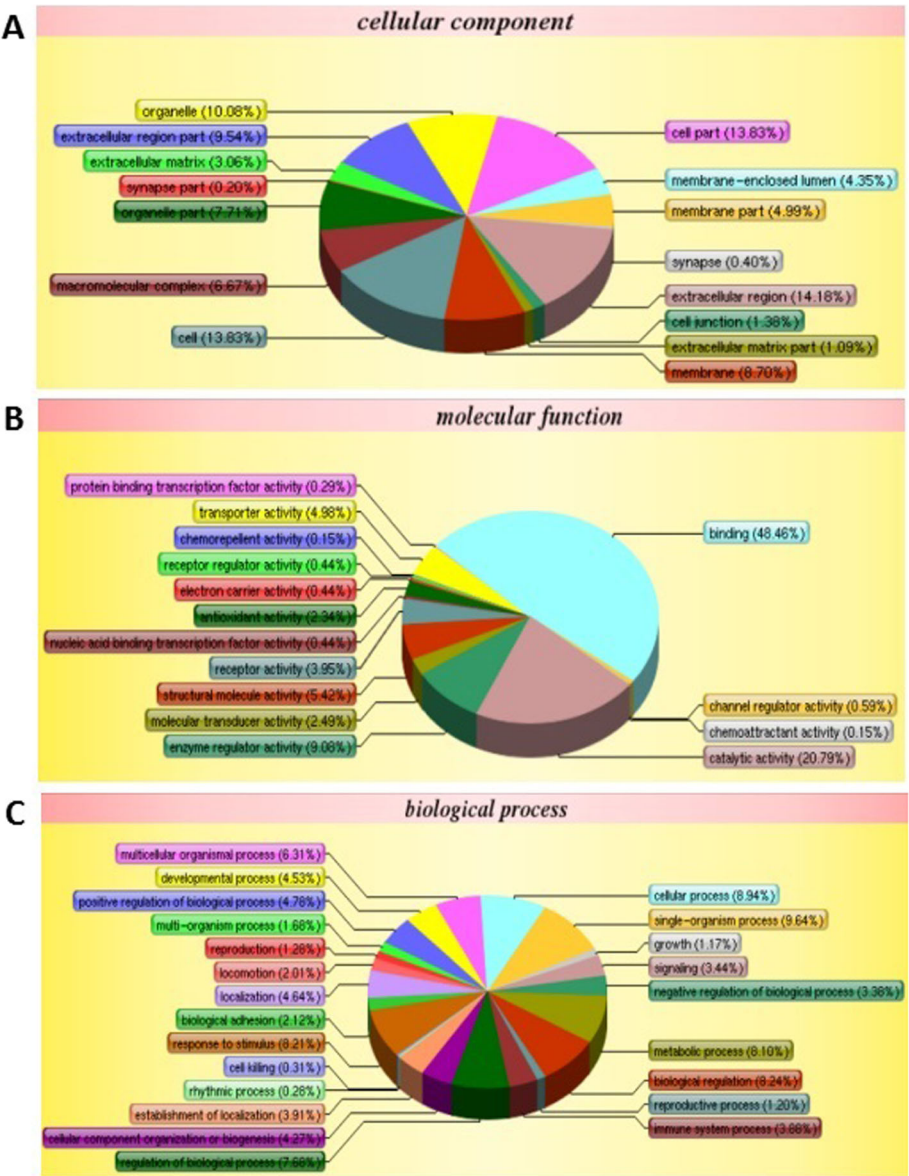 A
cellular component
organelle (10.08%)
extracellular region part (9.54%)
extracellular matrix (3.06%)
synapse part (0.20%)
organelle part (7.71%)
macromolecular complex (6.67%)
cell (13.83%)
cell part (13.83%)
membrane-enclosed lumen (4.35%)
membrane part (4.99%)
synapse (0.40%)
extracellular region (14.18%)
cell junction (1.38%)
extracellular matrix part (1.09%)
membrane (8.70%)
B
molecular function
protein binding transcription factor activity (0.29%)
transporter activity (4.98%)
chemorepellent activity (0.15%)
receptor regulator activity (0.44%)
electron carrier activity (0.44%)
antioxidant activity (2.34%)
nucleic acid binding transcription factor activity (0.44%)
receptor activity (3.95%)
structural molecule activity (5.42%)
molecular transducer activity (2.49%)
enzyme regulator activity (9.08%)
binding (48.46%)
channel regulator activity (0.59%)
chemoattractant activity (0.15%)
catalytic activity (20.79%)
C
biological process
multicellular organismal process (6.31%)
developmental process (4.53%)
positive regulation of biological process (4.76%)
multi-organism process (1.68%)
reproduction (1.26%)
locomotion (2.01%)
localization (4.64%)
biological adhesion (2.12%)
response to stimulus (8.21%)
cell killing (0.31%)
rhythmic process (0.26%)
establishment of localization (3.91%)
cellular component organization or biogenesis (4.27%)
regulation of biological process (7.68%)
cellular process (8.94%)
single-organism process (9.64%)
growth (1.17%)
signaling (3.44%)
negative regulation of biological process (3.38%)
metabolic process (8.10%)
biological regulation (8.24%)
reproductive process (1.20%)
immune system process (3.88%)